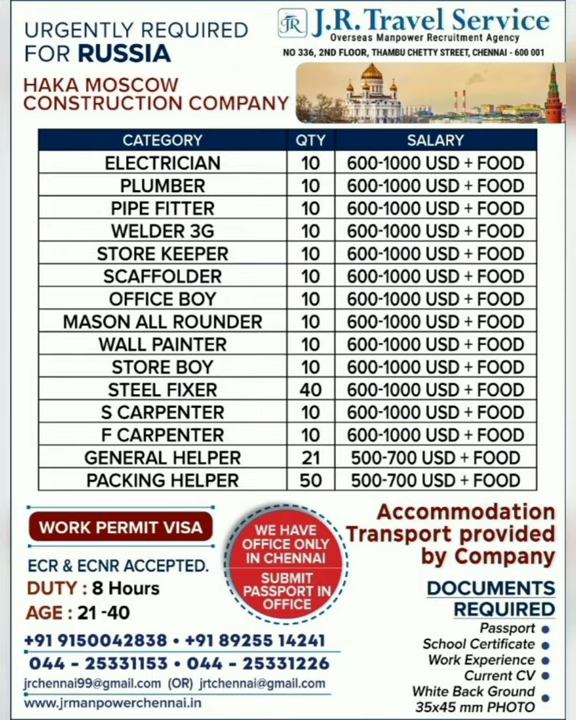 URGENTLY REQUIRED
FOR RUSSIA
JR J.R.Travel Service
Overseas Manpower Recruitment Agency
NO 336, 2ND FLOOR, THAMBU CHETTY STREET, CHENNAI - 600 001
HAKA MOSCOW
CONSTRUCTION COMPANY
CATEGORY QTY SALARY
ELECTRICIAN 10 600-1000 USD + FOOD
PLUMBER 10 600-1000 USD + FOOD
PIPE FITTER 10 600-1000 USD + FOOD
WELDER 3G 10 600-1000 USD + FOOD
STORE KEEPER 10 600-1000 USD + FOOD
SCAFFOLDER 10 600-1000 USD + FOOD
OFFICE BOY 10 600-1000 USD + FOOD
MASON ALL ROUNDER 10 600-1000 USD + FOOD
WALL PAINTER 10 600-1000 USD + FOOD
STORE BOY 10 600-1000 USD + FOOD
STEEL FIXER 40 600-1000 USD + FOOD
S CARPENTER 10 600-1000 USD + FOOD
F CARPENTER 10 600-1000 USD + FOOD
GENERAL HELPER 21 500-700 USD + FOOD
PACKING HELPER 50 500-700 USD + FOOD
WORK PERMIT VISA
ECR & ECNR ACCEPTED.
DUTY : 8 Hours
AGE : 21 -40
WE HAVE
OFFICE ONLY
IN CHENNAI
SUBMIT
PASSPORT IN
OFFICE
Accommodation
Transport provided
by Company
DOCUMENTS
REQUIRED
Passport •
School Certificate •
Work Experience •
Current CV •
White Back Ground •
35x45 mm PHOTO
+91 9150042838 • +91 89255 14241
044 - 25331153 • 044 - 25331226
jrchennai99@gmail.com (OR) jrtchennai@gmail.com
www.jrmanpowerchennai.in